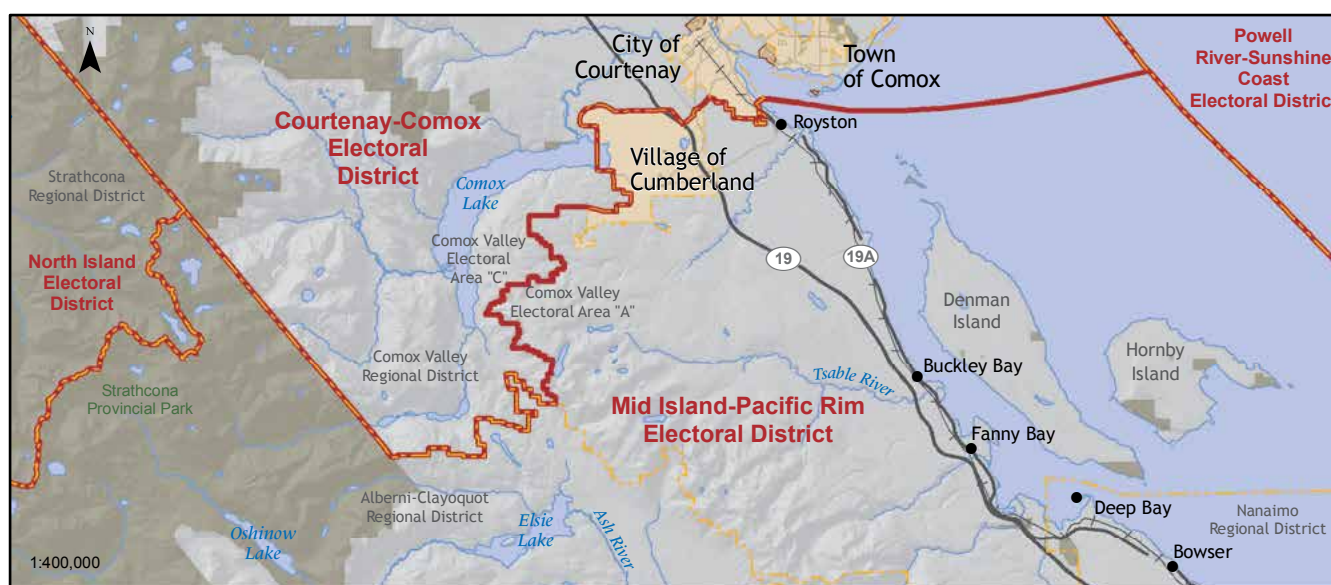 N
City of
Courtenay
Town
of Comox
Powell
River-Sunshine
Coast
Electoral District
Courtenay-Comox
Electoral
District
Royston
Village of
Cumberland
Strathcona
Regional District
Comox
Lake
North Island
Electoral
District
Comox Valley
Electoral
Area "C"
19
19A
Comox Valley
Electoral Area "A"
Denman
Island
Hornby
Island
Comox Valley
Regional District
Buckley Bay
Tsable River
Strathcona
Provincial Park
Mid Island-Pacific Rim
Electoral District
Fanny Bay
Alberni-Clayoquot
Regional District
Deep Bay
Nanaimo
Regional District
Oshinow
Lake
Elsie
Lake
Ash River
Bowser
1:400,000